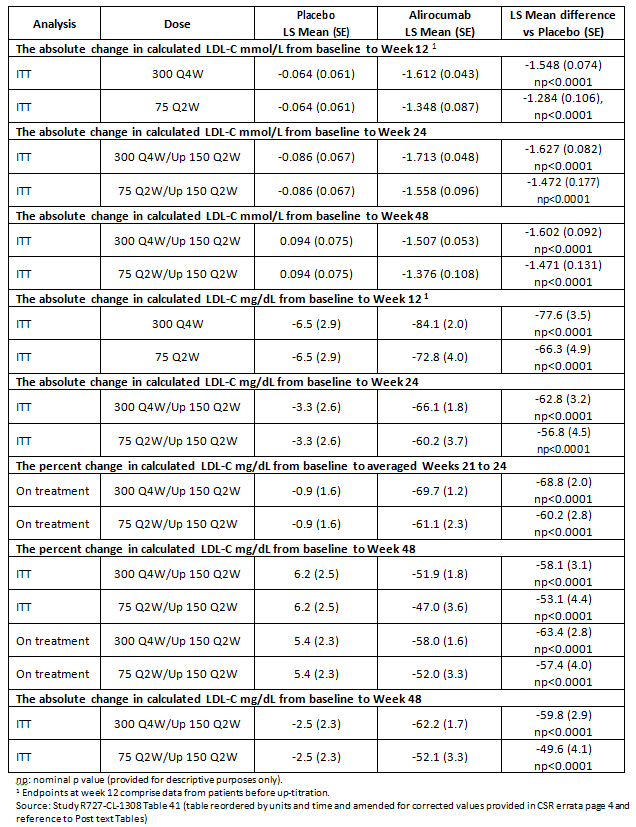 Analysis Dose Placebo LS Mean (SE) Alirocumab LS Mean (SE) LS Mean difference vs Placebo (SE)
The absolute change in calculated LDL-C mmol/L from baseline to Week 12 ¹
ITT 300 Q4W -0.064 (0.061) -1.612 (0.043) -1.548 (0.074) np<0.0001
ITT 75 Q2W -0.064 (0.061) -1.348 (0.087) -1.284 (0.106), np<0.0001
The absolute change in calculated LDL-C mmol/L from baseline to Week 24
ITT 300 Q4W/Up 150 Q2W -0.086 (0.067) -1.713 (0.048) -1.627 (0.082) np<0.0001
ITT 75 Q2W/Up 150 Q2W -0.086 (0.067) -1.558 (0.096) -1.472 (0.177) np<0.0001
The absolute change in calculated LDL-C mmol/L from baseline to Week 48
ITT 300 Q4W/Up 150 Q2W 0.094 (0.075) -1.507 (0.053) -1.602 (0.092) np<0.0001
ITT 75 Q2W/Up 150 Q2W 0.094 (0.075) -1.376 (0.108) -1.471 (0.131) np<0.0001
The absolute change in calculated LDL-C mg/dL from baseline to Week 12 ¹
ITT 300 Q4W -6.5 (2.9) -84.1 (2.0) -77.6 (3.5) np<0.0001
ITT 75 Q2W -6.5 (2.9) -72.8 (4.0) -66.3 (4.9) np<0.0001
The absolute change in calculated LDL-C mg/dL from baseline to Week 24
ITT 300 Q4W/Up 150 Q2W -3.3 (2.6) -66.1 (1.8) -62.8 (3.2) np<0.0001
ITT 75 Q2W/Up 150 Q2W -3.3 (2.6) -60.2 (3.7) -56.8 (4.5) np<0.0001
The percent change in calculated LDL-C mg/dL from baseline to averaged Weeks 21 to 24
On treatment 300 Q4W/Up 150 Q2W -0.9 (1.6) -69.7 (1.2) -68.8 (2.0) np<0.0001
On treatment 75 Q2W/Up 150 Q2W -0.9 (1.6) -61.1 (2.3) -60.2 (2.8) np<0.0001
The percent change in calculated LDL-C mg/dL from baseline to Week 48
ITT 300 Q4W/Up 150 Q2W 6.2 (2.5) -51.9 (1.8) -58.1 (3.1) np<0.0001
ITT 75 Q2W/Up 150 Q2W 6.2 (2.5) -47.0 (3.6) -53.1 (4.4) np<0.0001
On treatment 300 Q4W/Up 150 Q2W 5.4 (2.3) -58.0 (1.6) -63.4 (2.8) np<0.0001
On treatment 75 Q2W/Up 150 Q2W 5.4 (2.3) -52.0 (3.3) -57.4 (4.0) np<0.0001
The absolute change in calculated LDL-C mg/dL from baseline to Week 48
ITT 300 Q4W/Up 150 Q2W -2.5 (2.3) -62.2 (1.7) -59.8 (2.9) np<0.0001
ITT 75 Q2W/Up 150 Q2W -2.5 (2.3) -52.1 (3.3) -49.6 (4.1) np<0.0001
np: nominal p value (provided for descriptive purposes only).
¹ Endpoints at week 12 comprise data from patients before up-titration.
Source: Study R727-CL-1308 Table 41 (table reordered by units and time and amended for corrected values provided in CSR errata page 4 and
reference to Post text Tables)